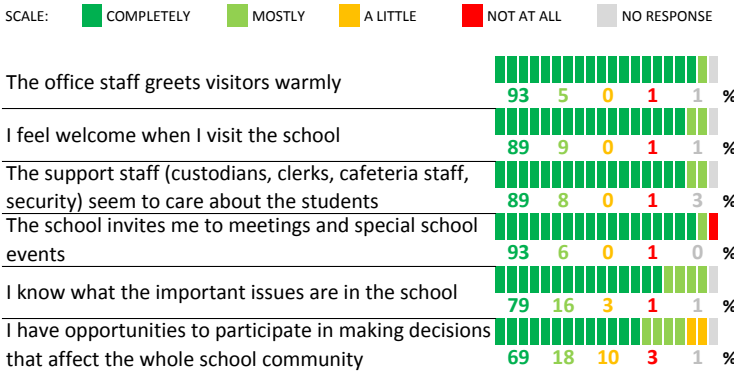 SCALE: COMPLETELY MOSTLY A LITTLE NOT AT ALL NO RESPONSE
The office staff greets visitors warmly
93 5 0 1 1 %
I feel welcome when I visit the school
89 9 0 1 1 %
The support staff (custodians, clerks, cafeteria staff,
security) seem to care about the students
89 8 0 1 3 %
The school invites me to meetings and special school
events
93 6 0 1 0 %
I know what the important issues are in the school
79 16 3 1 1 %
I have opportunities to participate in making decisions
that affect the whole school community
69 18 10 3 1 %